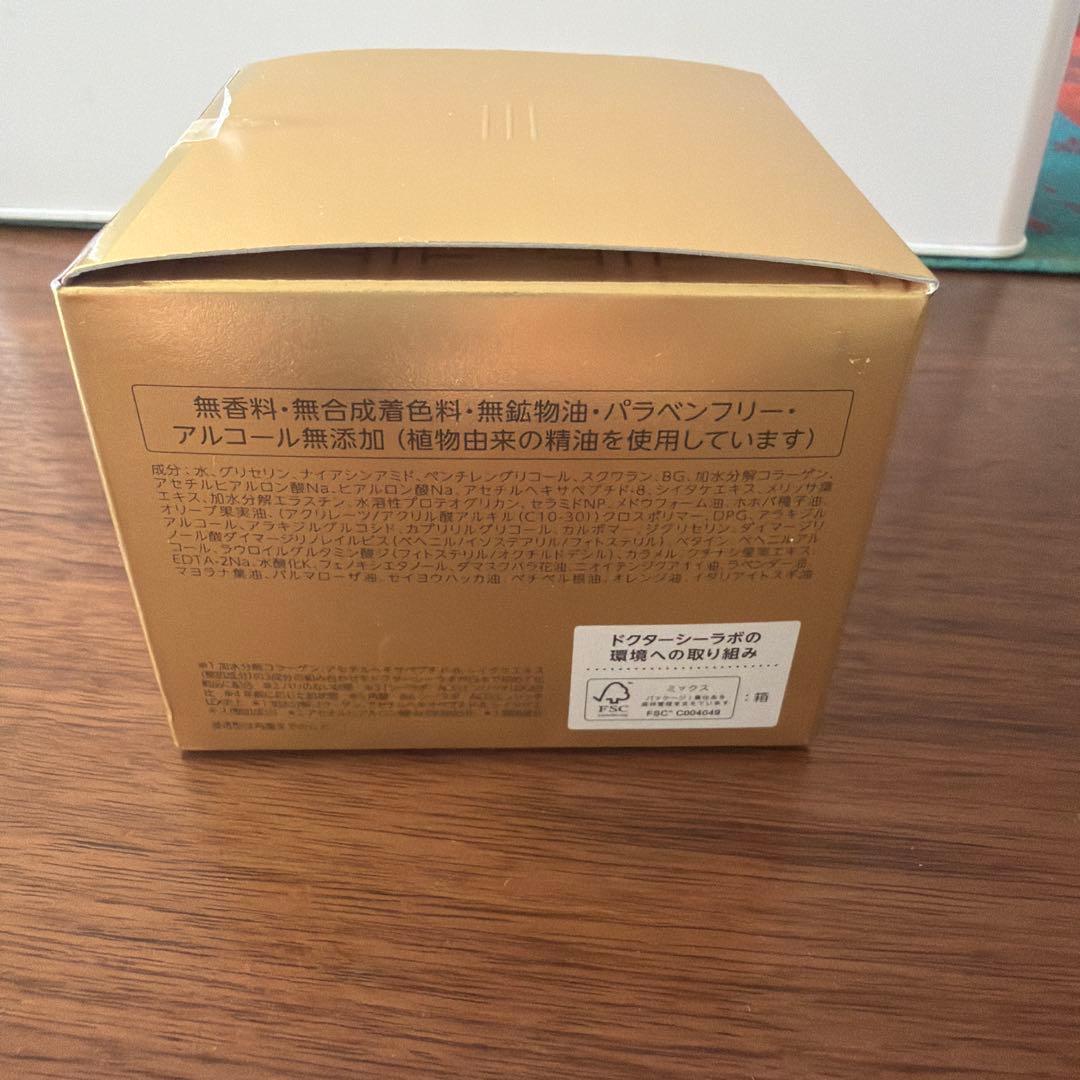 無香料・無合成着色料・無鉱物油・パラベンフリー・
アルコール無添加（植物由来の精油を使用しています）
成分：水、グリセリン、ナイアシンアミド、ペンチレングリコール、スクワラン、BG、加水分解コラーゲン、
アセチルヒアルロン酸Na、ヒアルロン酸Na、アセチルヘキサペプチド-8、シイタケエキス、メリッサ葉
エキス、加水分解エラスチン、水溶性プロテオグリカン、セラミドNP、メドウフォーム油、ホホバ種子油、
オリーブ果実油、（アクリレーツ/アクリル酸アルキル（C10-30））クロスポリマー、DPG、アラキジル
アルコール、アラキジルグルコシド、カプリリルグリコール、カルボマー、ジグリセリン、ダイマージリ
ノール酸ダイマージリノレイルビス（ベヘニル/イソステアリル/フィトステリル）、ベタイン、ベヘニルアル
コール、ラウロイルグルタミン酸ジ（フィトステリル/オクチルドデシル）、カラメル、クチナシ果実エキス、
EDTA-2Na、水酸化K、フェノキシエタノール、ダマスクバラ花油、ニオイテンジクアオイ油、ラベンダー油、
マヨラナ葉油、パルマローザ油、セイヨウハッカ油、ベチベル根油、オレンジ油、イタリアイトスギ油
ドクターシーラボの
環境への取り組み
FSC
ミックス
FSC™ C004649
：箱